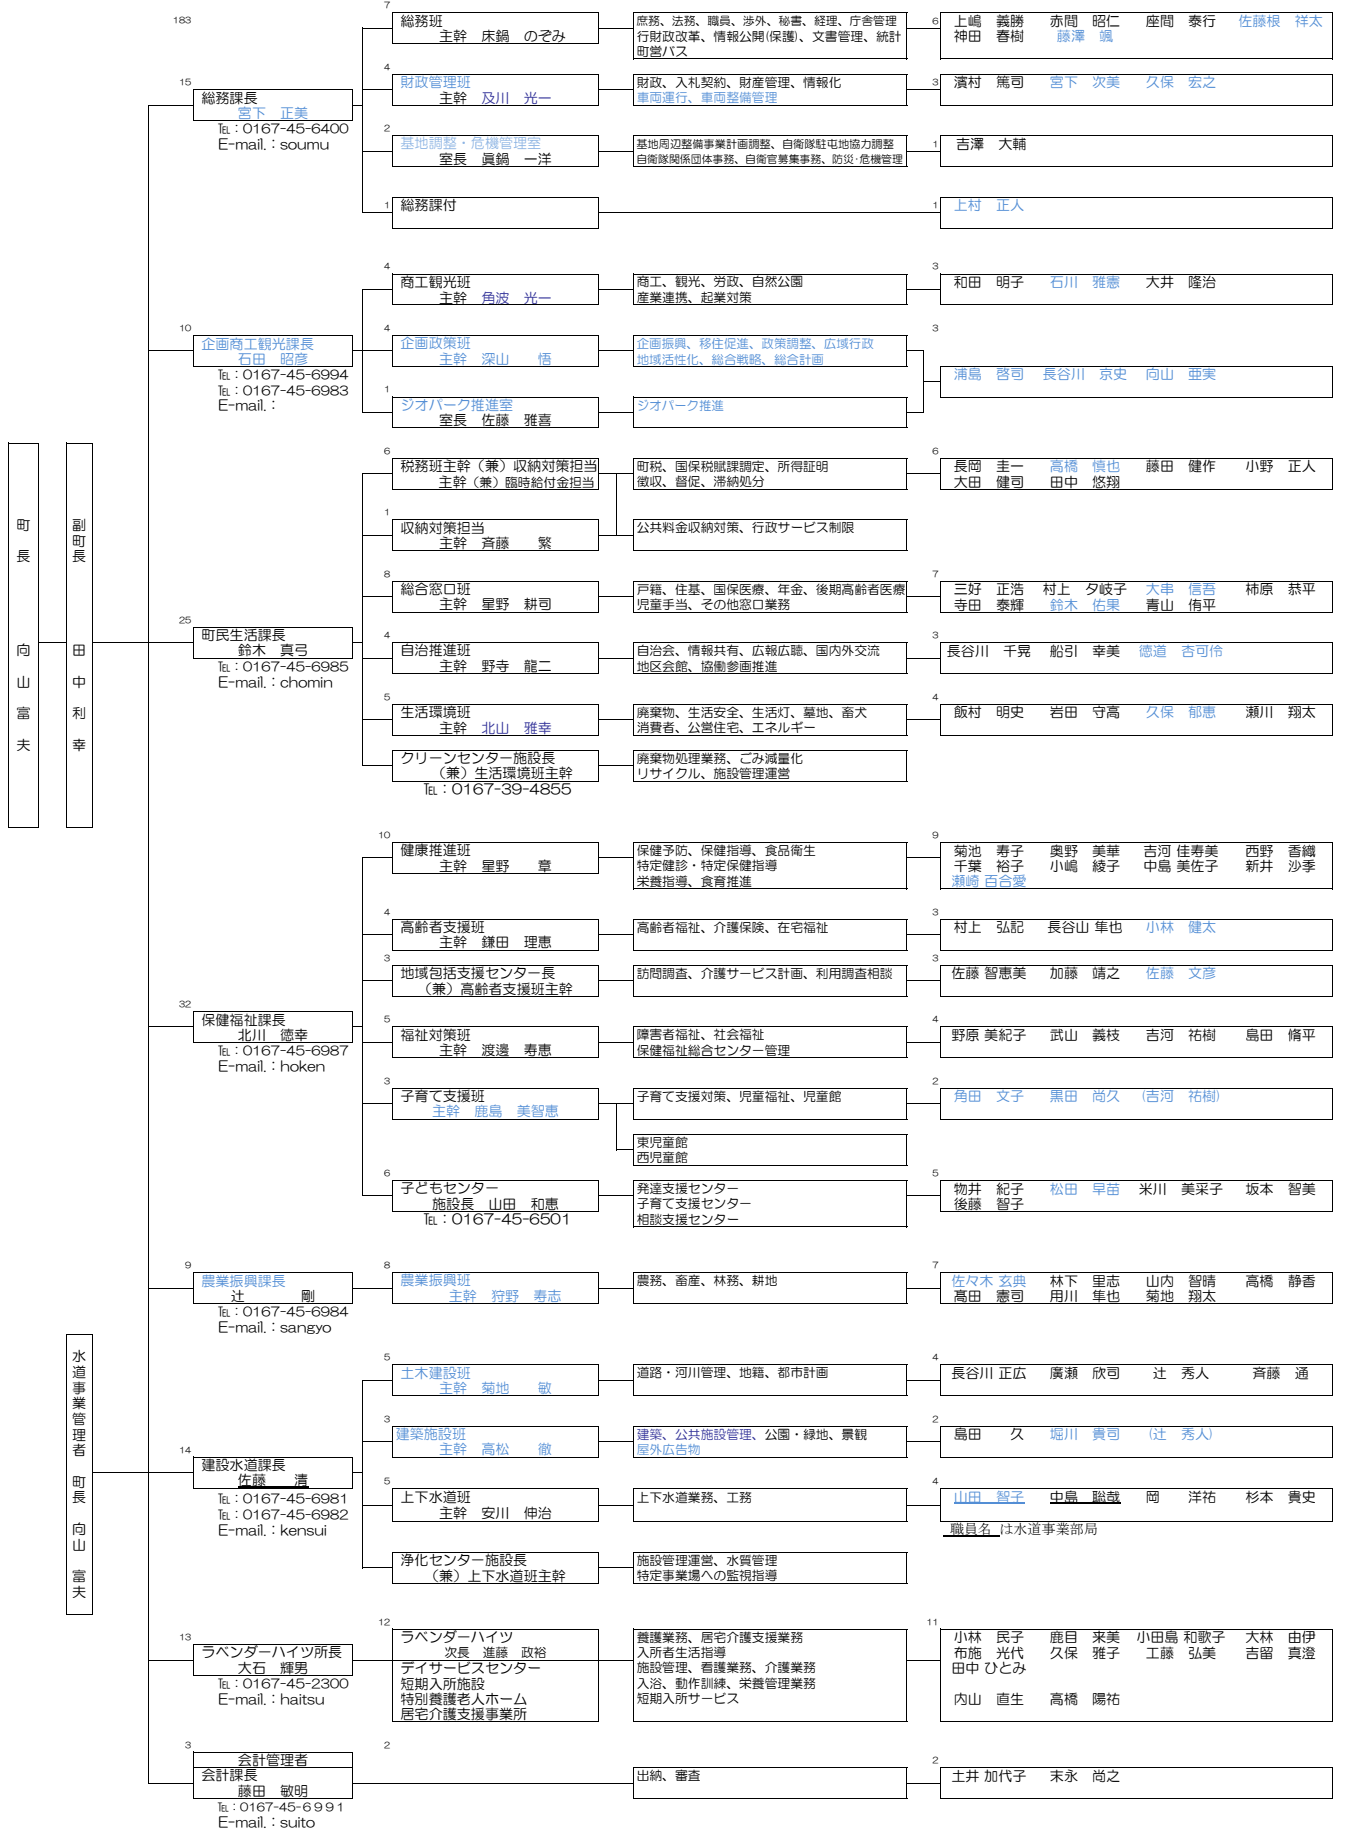 183
7
総務班
主幹　床鍋　のぞみ
庶務、法務、職員、渉外、秘書、経理、庁舎管理
行財政改革、情報公開(保護)、文書管理、統計
町営バス
6
上嶋　義勝　赤間　昭仁　座間　泰行　佐藤根　祥太
神田　春樹　藤澤　颯
15
総務課長
宮下　正美
℡：0167-45-6400
E-mail.：soumu
4
財政管理班
主幹　及川　光一
財政、入札契約、財産管理、情報化
車両運行、車両整備管理
3
濱村　篤司　宮下　次美　久保　宏之
2
基地調整・危機管理室
室長　眞鍋　一洋
基地周辺整備事業計画調整、自衛隊駐屯地協力調整
自衛隊関係団体事務、自衛官募集事務、防災・危機管理
1
吉澤　大輔
1
総務課付
1
上村　正人
4
商工観光班
主幹　角波　光一
商工、観光、労政、自然公園
産業連携、起業対策
3
和田　明子　石川　雅憲　大井　隆治
10
企画商工観光課長
石田　昭彦
℡：0167-45-6994
℡：0167-45-6983
E-mail.：
4
企画政策班
主幹　深山　悟
企画振興、移住促進、政策調整、広域行政
地域活性化、総合戦略、総合計画
3
浦島　啓司　長谷川　京史　向山　亜実
1
ジオパーク推進室
室長　佐藤　雅喜
ジオパーク推進
町長　向山富夫
副町長　田中利幸
6
税務班主幹（兼）収納対策担当
主幹（兼）臨時給付金担当
町税、国保税賦課調定、所得証明
徴収、督促、滞納処分
6
長岡　圭一　高橋　慎也　藤田　健作　小野　正人
大田　健司　田中　悠翔
1
収納対策担当
主幹　斉藤　繁
公共料金収納対策、行政サービス制限
8
総合窓口班
主幹　星野　耕司
戸籍、住基、国保医療、年金、後期高齢者医療
児童手当、その他窓口業務
7
三好　正浩　村上　夕岐子　大串　信吾　柿原　恭平
寺田　泰輝　鈴木　佑果　青山　侑平
25
町民生活課長
鈴木　真弓
℡：0167-45-6985
E-mail.：chomin
4
自治推進班
主幹　野寺　龍二
自治会、情報共有、広報広聴、国内外交流
地区会館、協働参画推進
3
長谷川　千晃　船引　幸美　徳道　杏可伶
5
生活環境班
主幹　北山　雅幸
廃棄物、生活安全、生活灯、墓地、畜犬
消費者、公営住宅、エネルギー
4
飯村　明史　岩田　守高　久保　郁恵　瀬川　翔太
クリーンセンター施設長
（兼）生活環境班主幹
℡：0167-39-4855
廃棄物処理業務、ごみ減量化
リサイクル、施設管理運営
10
健康推進班
主幹　星野　章
保健予防、保健指導、食品衛生
特定健診・特定保健指導
栄養指導、食育推進
9
菊池　寿子　奥野　美華　吉河 佳寿美　西野　香織
千葉　裕子　小嶋　綾子　中島 美佐子　新井　沙季
瀬崎 百合愛
4
高齢者支援班
主幹　鎌田　理恵
高齢者福祉、介護保険、在宅福祉
3
村上　弘記　長谷山 隼也　小林　健太
3
地域包括支援センター長
（兼）高齢者支援班主幹
訪問調査、介護サービス計画、利用調査相談
3
佐藤 智恵美　加藤　靖之　佐藤　文彦
32
保健福祉課長
北川　徳幸
℡：0167-45-6987
E-mail.：hoken
5
福祉対策班
主幹　渡邊　寿恵
障害者福祉、社会福祉
保健福祉総合センター管理
4
野原 美紀子　武山　義枝　吉河　祐樹　島田　脩平
3
子育て支援班
主幹　鹿島　美智恵
子育て支援対策、児童福祉、児童館
2
角田　文子　黒田　尚久　（吉河　祐樹）
東児童館
西児童館
6
子どもセンター
施設長　山田　和恵
℡：0167-45-6501
発達支援センター
子育て支援センター
相談支援センター
5
物井　紀子　松田　早苗　米川　美采子　坂本　智美
後藤　智子
9
農業振興課長
辻　剛
℡：0167-45-6984
E-mail.：sangyo
8
農業振興班
主幹　狩野　寿志
農務、畜産、林務、耕地
7
佐々木 玄典　林下　里志　山内　智晴　高橋　静香
高田　憲司　用川　隼也　菊地　翔太
水道事業管理者　町長　向山　富夫
5
土木建設班
主幹　菊地　敏
道路・河川管理、地籍、都市計画
4
長谷川 正広　廣瀬　欣司　辻　秀人　斉藤　通
3
建築施設班
主幹　高松　徹
建築、公共施設管理、公園・緑地、景観
屋外広告物
2
島田　久　堀川　貴司　（辻　秀人）
14
建設水道課長
佐藤　清
℡：0167-45-6981
℡：0167-45-6982
E-mail.：kensui
5
上下水道班
主幹　安川　伸治
上下水道業務、工務
4
山田　智子　中島　聡哉　岡　洋祐　杉本　貴史
職員名 は水道事業部局
浄化センター施設長
（兼）上下水道班主幹
施設管理運営、水質管理
特定事業場への監視指導
13
ラベンダーハイツ所長
大石　輝男
℡：0167-45-2300
E-mail.：haitsu
12
ラベンダーハイツ
次長　進藤　政裕
デイサービスセンター
短期入所施設
特別養護老人ホーム
居宅介護支援事業所
養護業務、居宅介護支援業務
入所者生活指導
施設管理、看護業務、介護業務
入浴、動作訓練、栄養管理業務
短期入所サービス
11
小林　民子　鹿目　来美　小田島 和歌子　大林　由伊
布施　光代　久保　雅子　工藤　弘美　吉留　真澄
田中 ひとみ
内山　直生　高橋　陽祐
3
会計管理者
会計課長
藤田　敏明
℡：0167-45-6991
E-mail.：suito
2
出納、審査
2
土井 加代子　末永　尚之